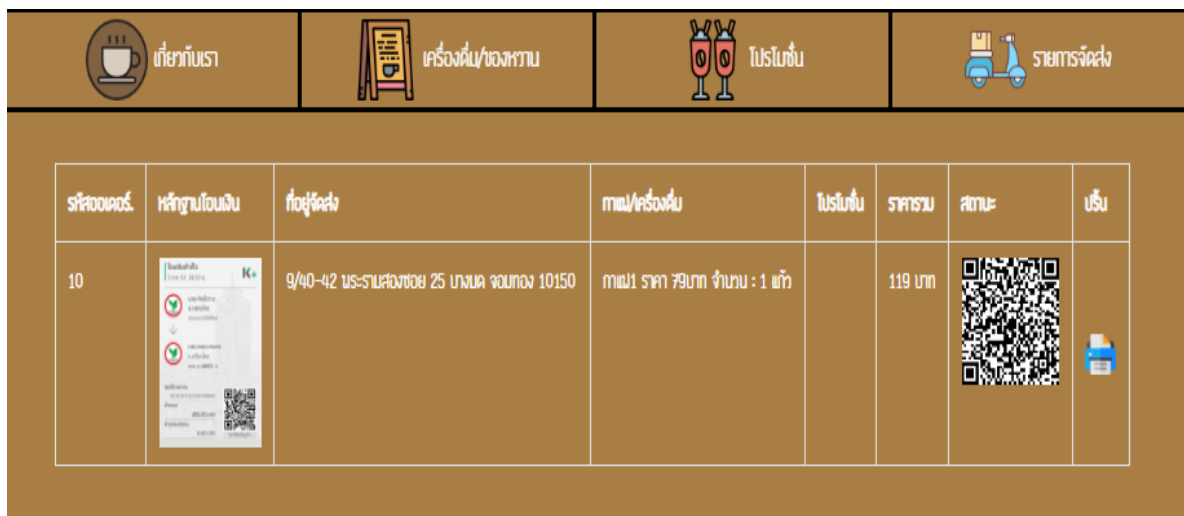 เกี่ยวกับเรา
เครื่องดื่ม/ของหวาน
โปรโมชั่น
รายการจัดส่ง
รหัสออเดอร์.
หลักฐานโอนเงิน
ที่อยู่จัดส่ง
กาแฟ/เครื่องดื่ม
โปรโมชั่น
ราคารวม
สถานะ
ปริ้น
10
K+
9/40-42 พระรามสองซอย 25 บางมด จอมทอง 10150
กาแฟ1 ราคา 79บาท จำนวน : 1 แก้ว
119 บาท